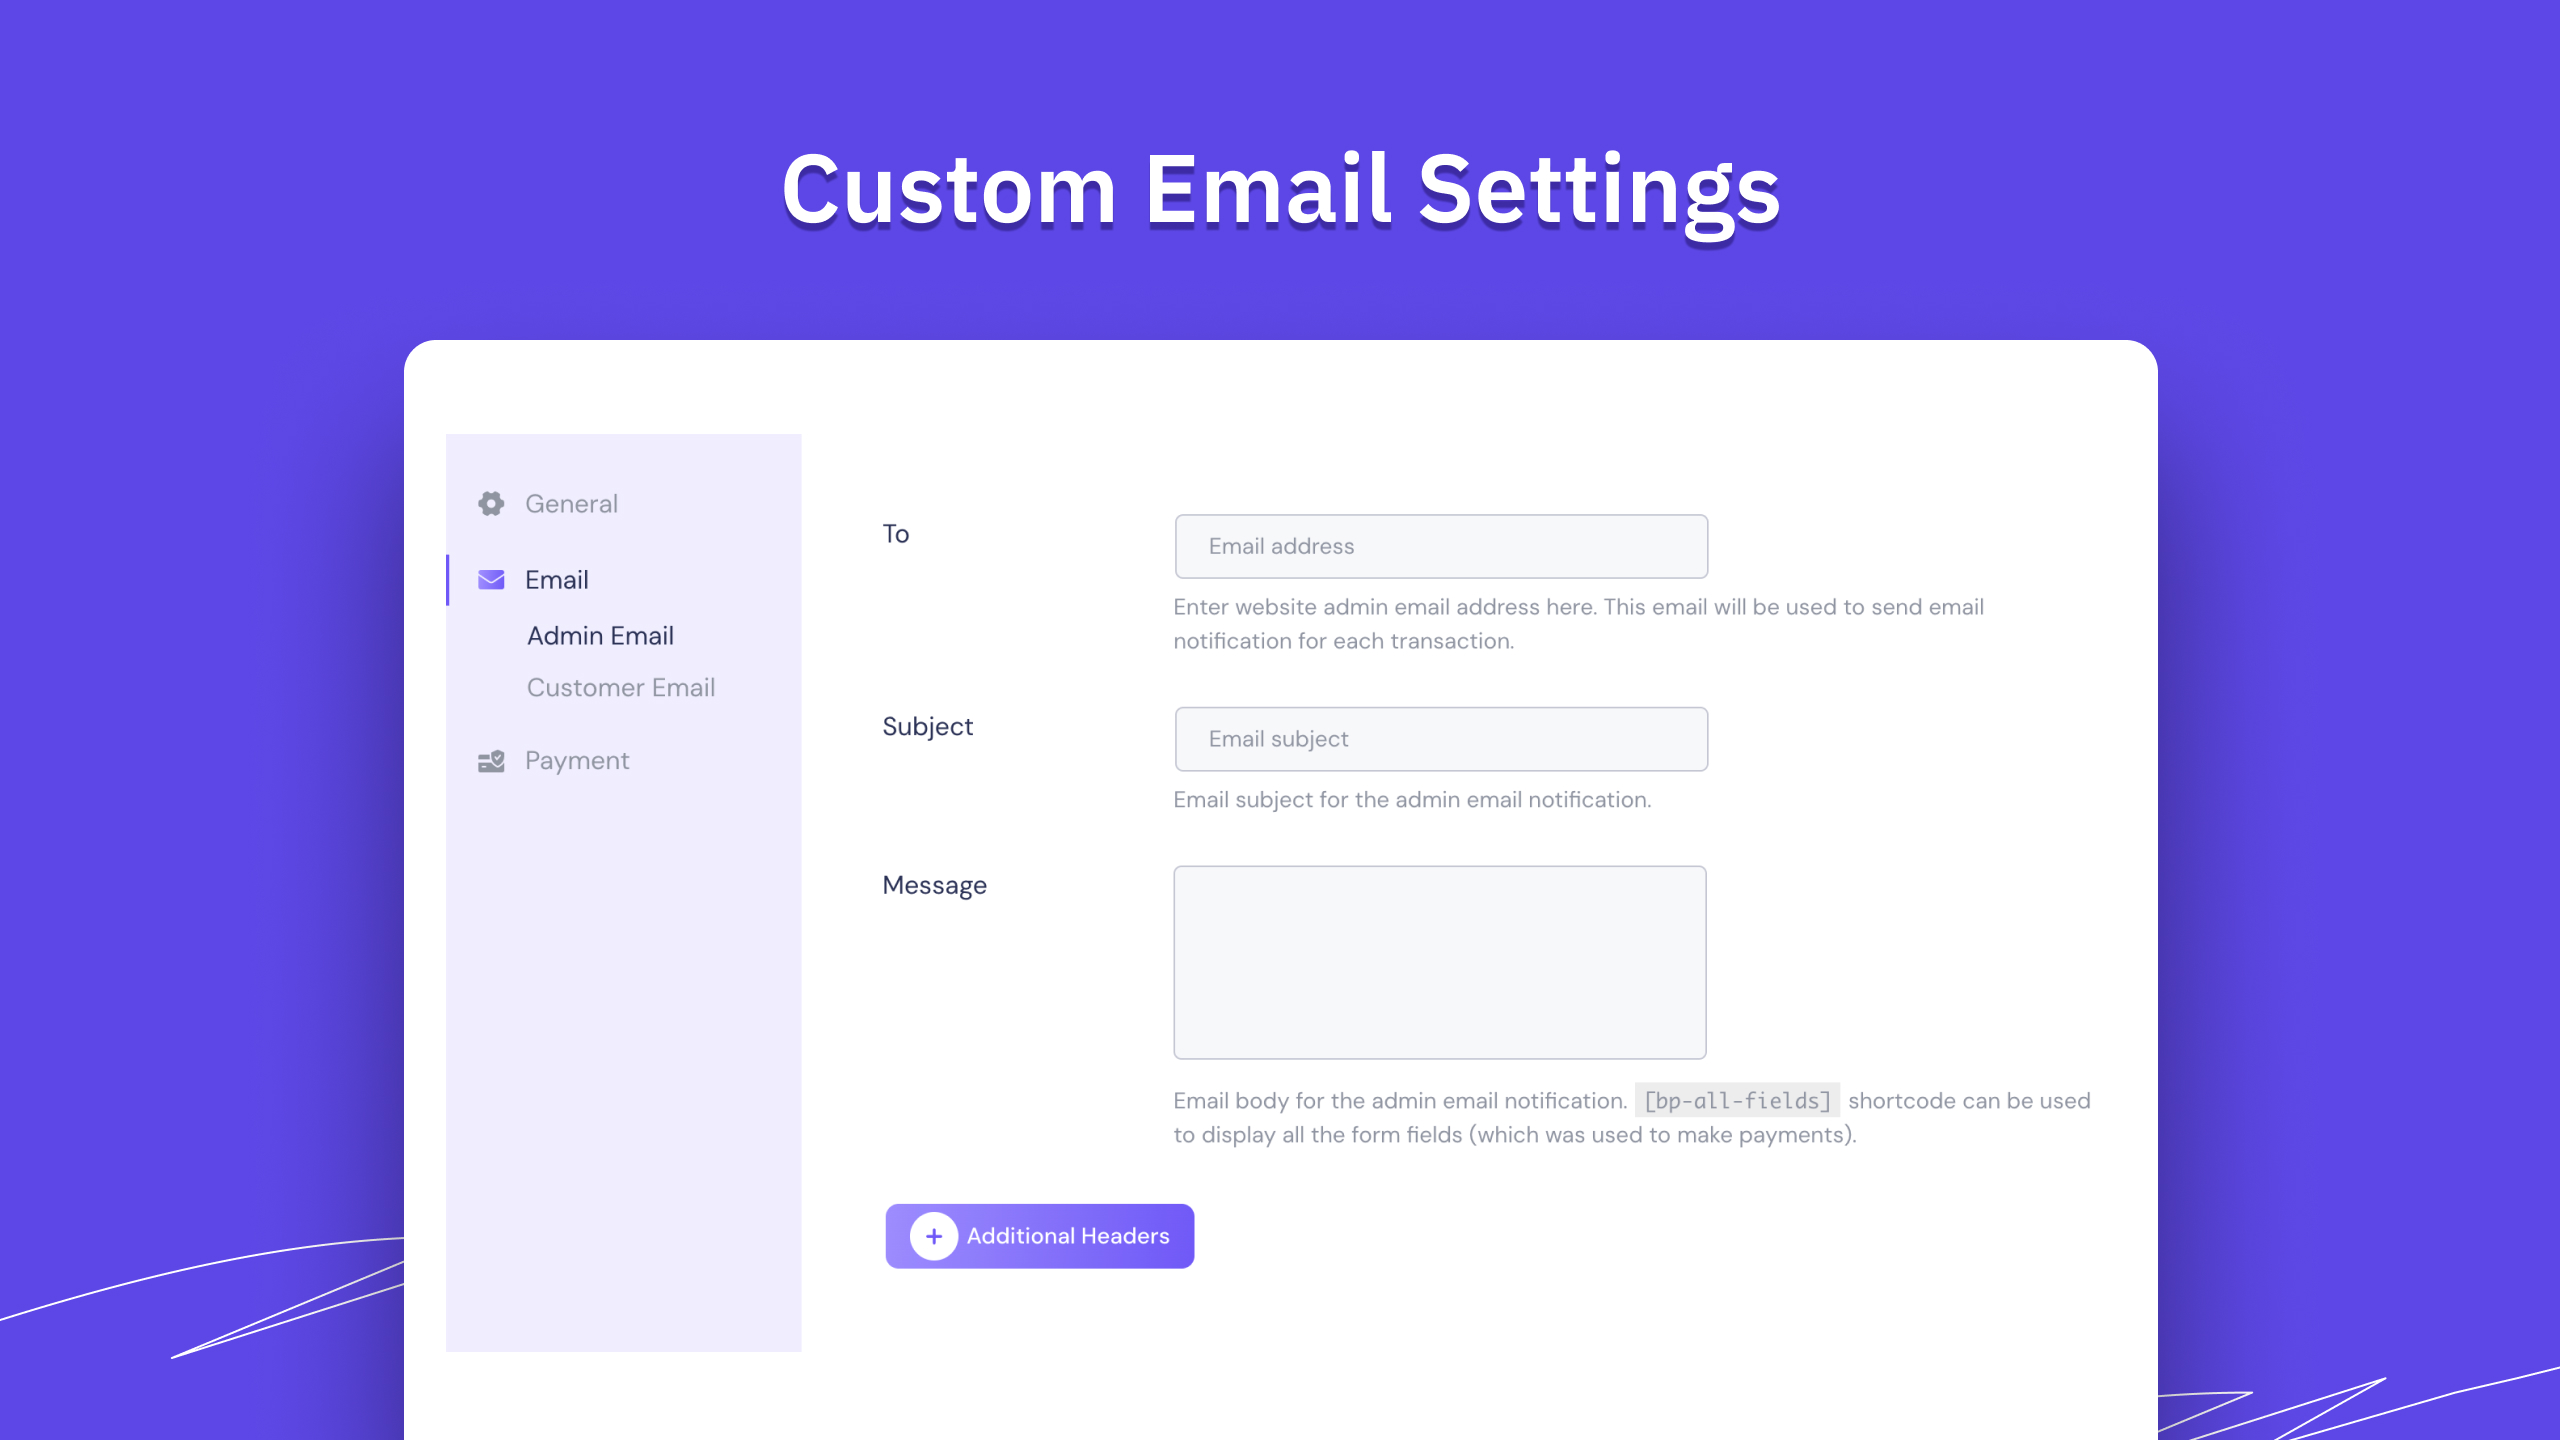 Custom Email Settings
General
Email
Admin Email
Customer Email
Payment
To
Email address
Enter website admin email address here. This email will be used to send email
notification for each transaction.
Subject
Email subject
Email subject for the admin email notification.
Message
Email body for the admin email notification. [bp-all-fields] shortcode can be used
to display all the form fields (which was used to make payments).
Additional Headers